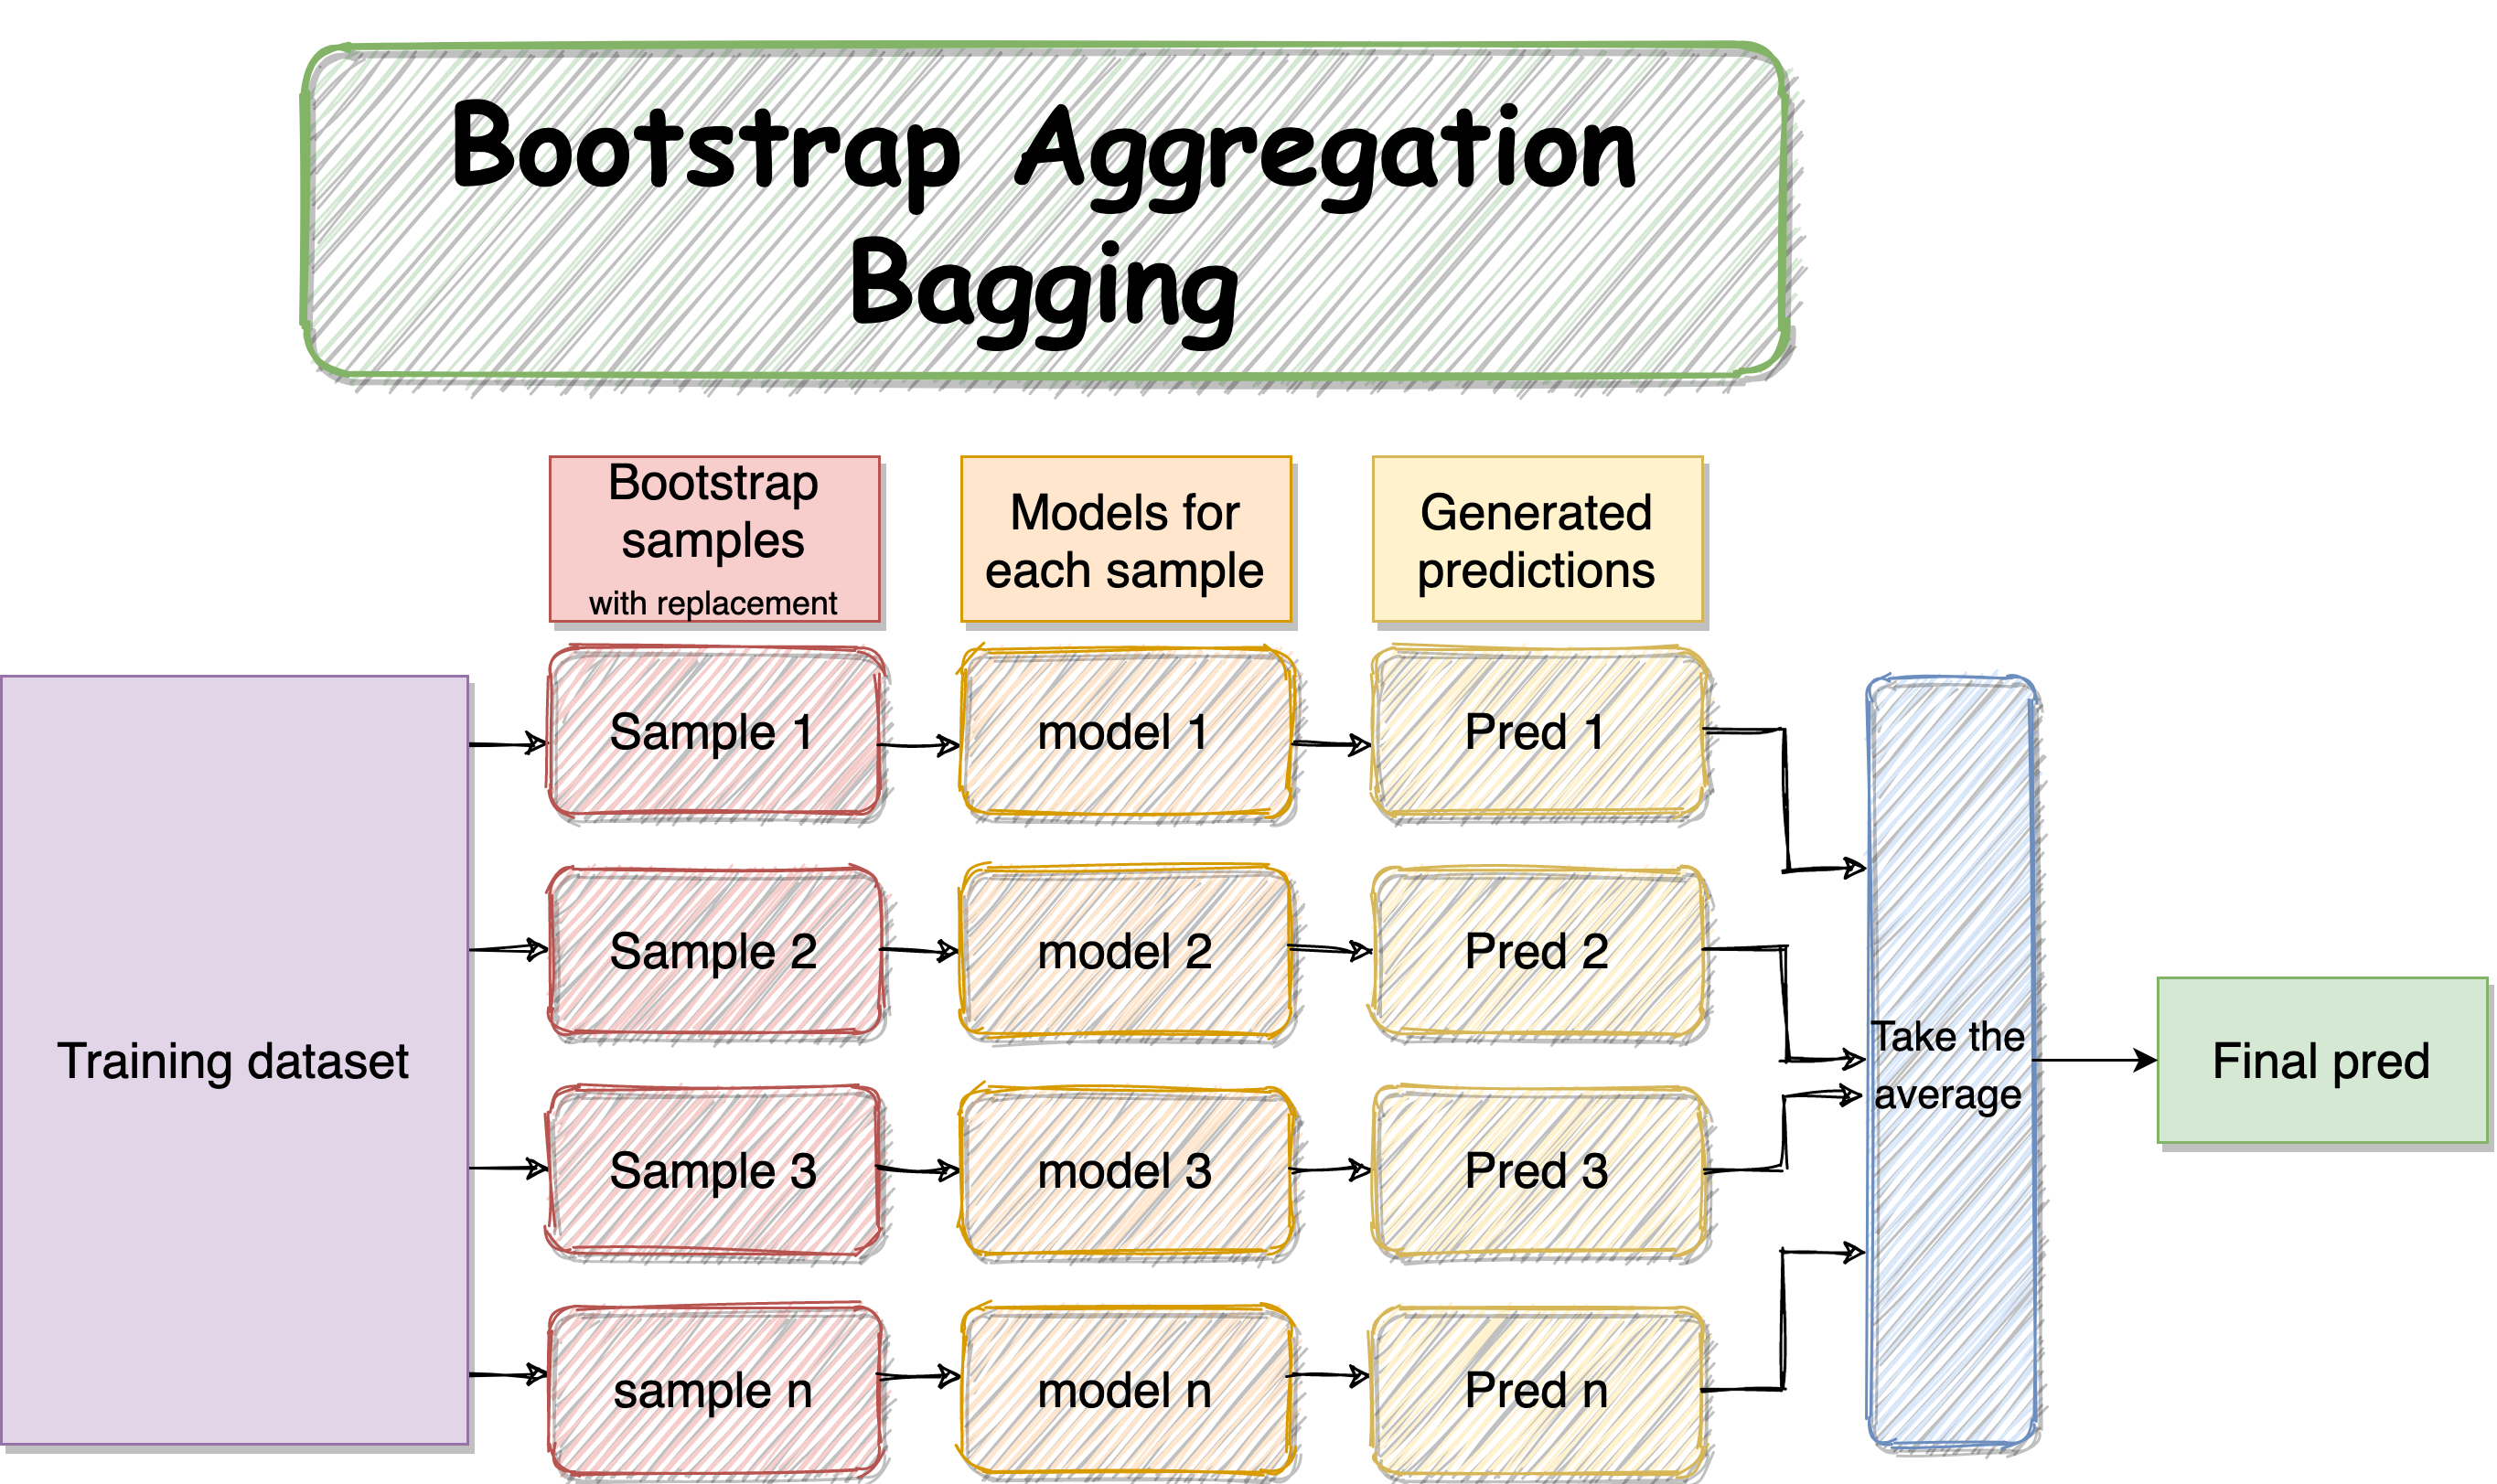 Bootstrap Aggregation
Bagging
Bootstrap
samples
with replacement
Models for
each sample
Generated
predictions
Training dataset
Sample 1
model 1
Pred 1
Sample 2
model 2
Pred 2
Sample 3
model 3
Pred 3
sample n
model n
Pred n
Take the
average
Final pred